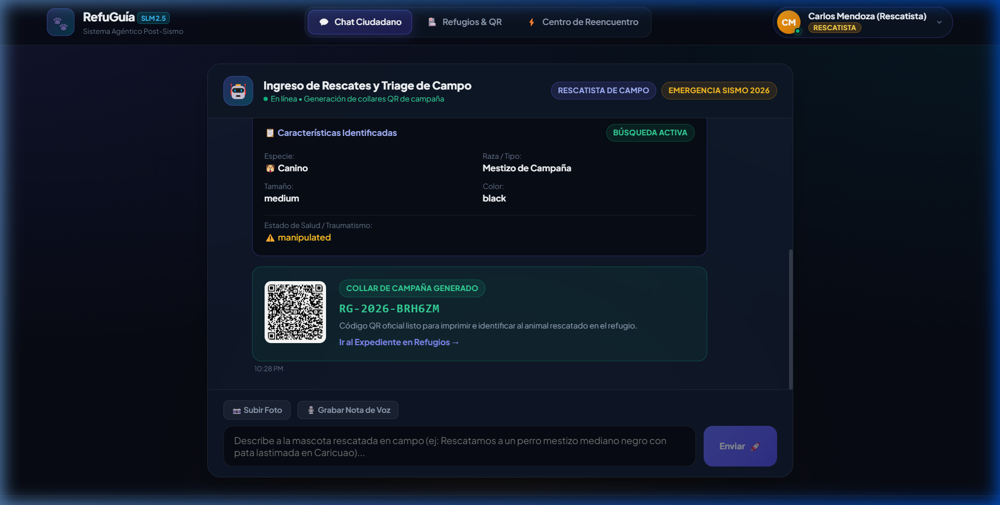 RefuGuía SLM 2.5
Sistema Agéntico Post-Sismo
Chat Ciudadano
Refugios & QR
Centro de Reencuentro
CM
Carlos Mendoza (Rescatista)
RESCATISTA
Ingreso de Rescates y Triage de Campo
En línea • Generación de collares QR de campaña
RESCATISTA DE CAMPO
EMERGENCIA SISMO 2026
Características Identificadas
BÚSQUEDA ACTIVA
Especie:
Canino
Raza / Tipo:
Mestizo de Campaña
Tamaño:
medium
Color:
black
Estado de Salud / Traumatismo:
manipulated
COLLAR DE CAMPAÑA GENERADO
RG-2026-BRH6ZM
Código QR oficial listo para imprimir e identificar al animal rescatado en el refugio.
Ir al Expediente en Refugios →
10:28 PM
Subir Foto
Grabar Nota de Voz
Describe a la mascota rescatada en campo (ej: Rescatamos a un perro mestizo mediano negro con
pata lastimada en Caricuao)...
Enviar